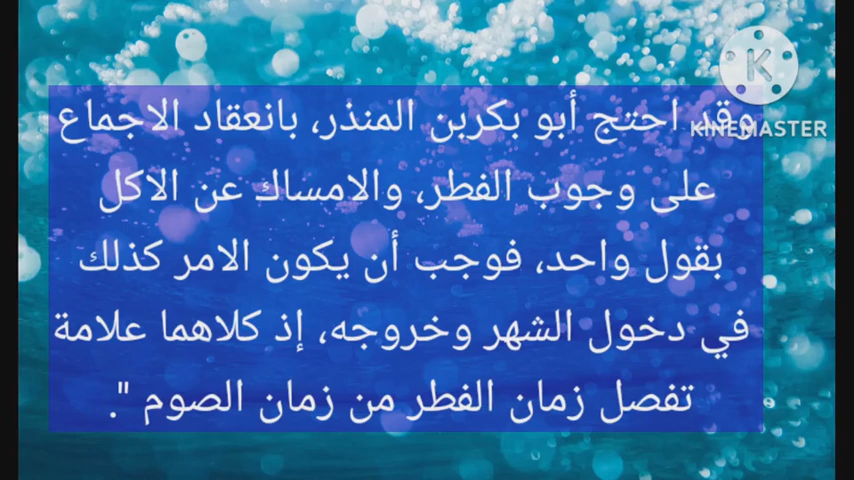 وقد احتج أبو بكربن المنذر، بانعقاد الاجماع
على وجوب الفطر، والامساك عن الاكل
بقول واحد، فوجب أن يكون الامر كذلك
في دخول الشهر وخروجه، إذ كلاهما علامة
تفصل زمان الفطر من زمان الصوم ".
K
KINEMASTER